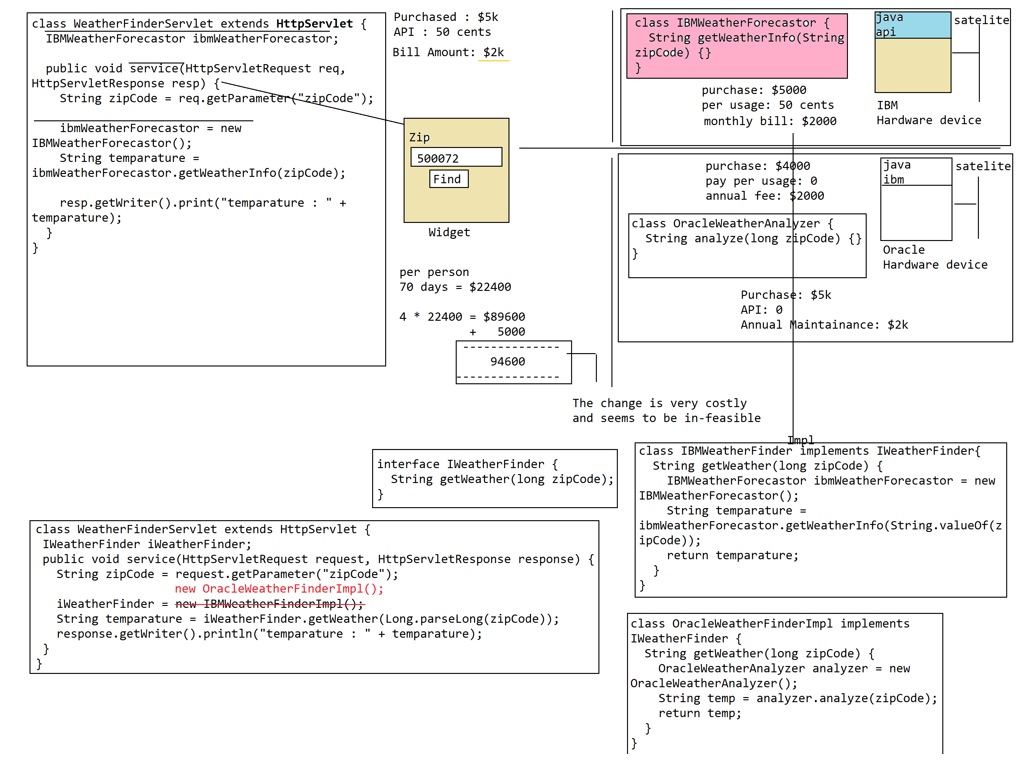 class WeatherFinderServlet extends HttpServlet {
IBMWeatherForecastor ibmWeatherForecastor;
public void service(HttpServletRequest req,
HttpServletResponse resp) {
String zipCode = req.getParameter("zipCode");
ibmWeatherForecastor = new
IBMWeatherForecastor();
String temparature =
ibmWeatherForecastor.getWeatherInfo(zipCode);
resp.getWriter().print("temparature : " +
temparature);
}
}
Purchased : $5k
API : 50 cents
Bill Amount: $2k
Zip
500072
Find
Widget
per person
70 days = $22400
4 * 22400 = $89600
+ 5000
--------------
94600
---------------
The change is very costly
and seems to be in-feasible
class IBMWeatherForecastor {
String getWeatherInfo(String
zipCode) {}
}
purchase: $5000
per usage: 50 cents
monthly bill: $2000
java
api
satelite
IBM
Hardware device
purchase: $4000
pay per usage: 0
annual fee: $2000
class OracleWeatherAnalyzer {
String analyze(long zipCode) {}
}
java
ibm
satelite
Oracle
Hardware device
Purchase: $5k
API: 0
Annual Maintainance: $2k
interface IWeatherFinder {
String getWeather(long zipCode);
}
Impl
class IBMWeatherFinder implements IWeatherFinder{
String getWeather(long zipCode) {
IBMWeatherForecastor ibmWeatherForecastor = new
IBMWeatherForecastor();
String temparature =
ibmWeatherForecastor.getWeatherInfo(String.valueOf(z
ipCode));
return temparature;
}
}
class WeatherFinderServlet extends HttpServlet {
IWeatherFinder iWeatherFinder;
public void service(HttpServletRequest request, HttpServletResponse response) {
String zipCode = request.getParameter("zipCode");
new OracleWeatherFinderImpl();
iWeatherFinder = new IBMWeatherFinderImpl();
String temparature = iWeatherFinder.getWeather(Long.parseLong(zipCode));
response.getWriter().println("temparature : " + temparature);
}
}
class OracleWeatherFinderImpl implements
IWeatherFinder {
String getWeather(long zipCode) {
OracleWeatherAnalyzer analyzer = new
OracleWeatherAnalyzer();
String temp = analyzer.analyze(zipCode);
return temp;
}
}